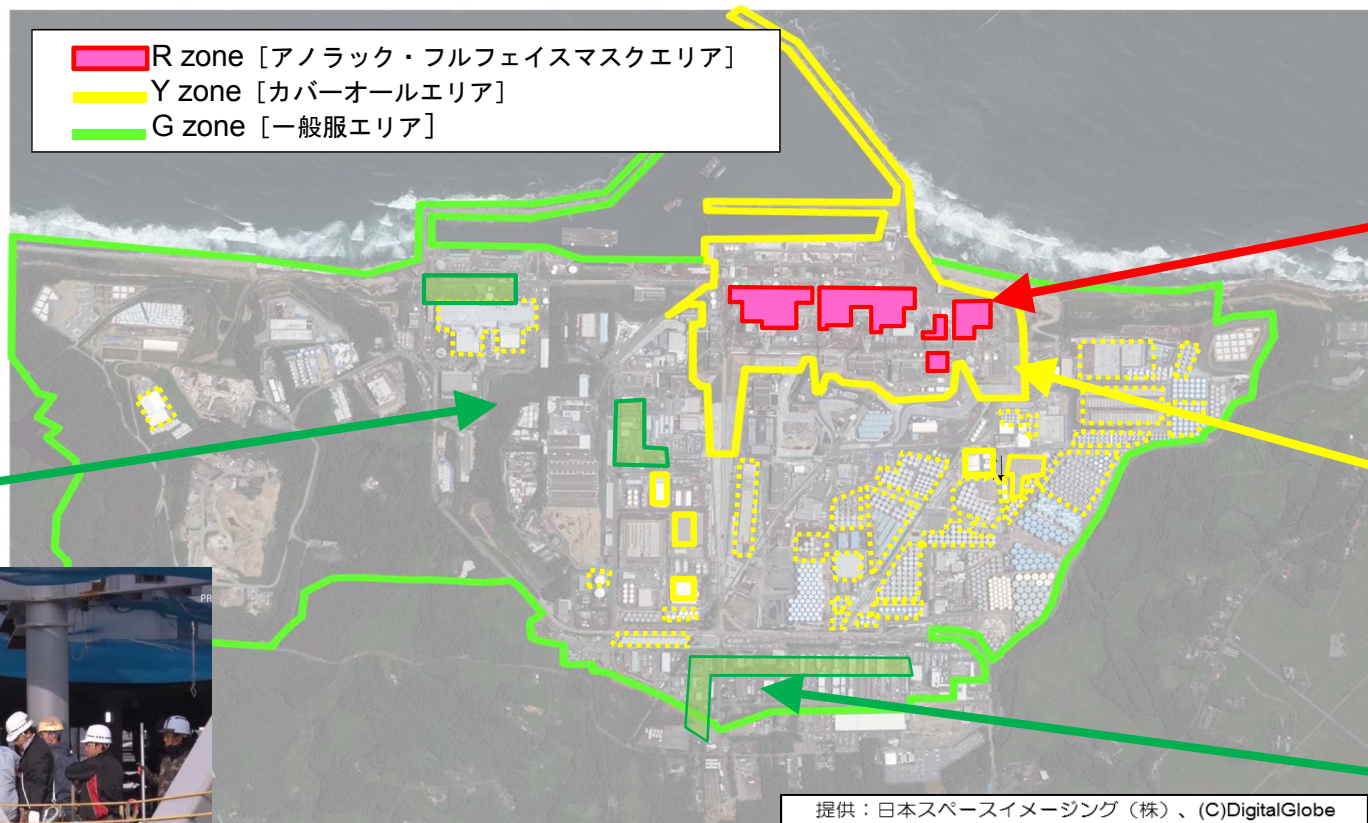 R zone［アノラック・フルフェイスマスクエリア］
Y zone［カバーオールエリア］
G zone［一般服エリア］
PR
提供：日本スペースイメージング（株）、(C)DigitalGlobe